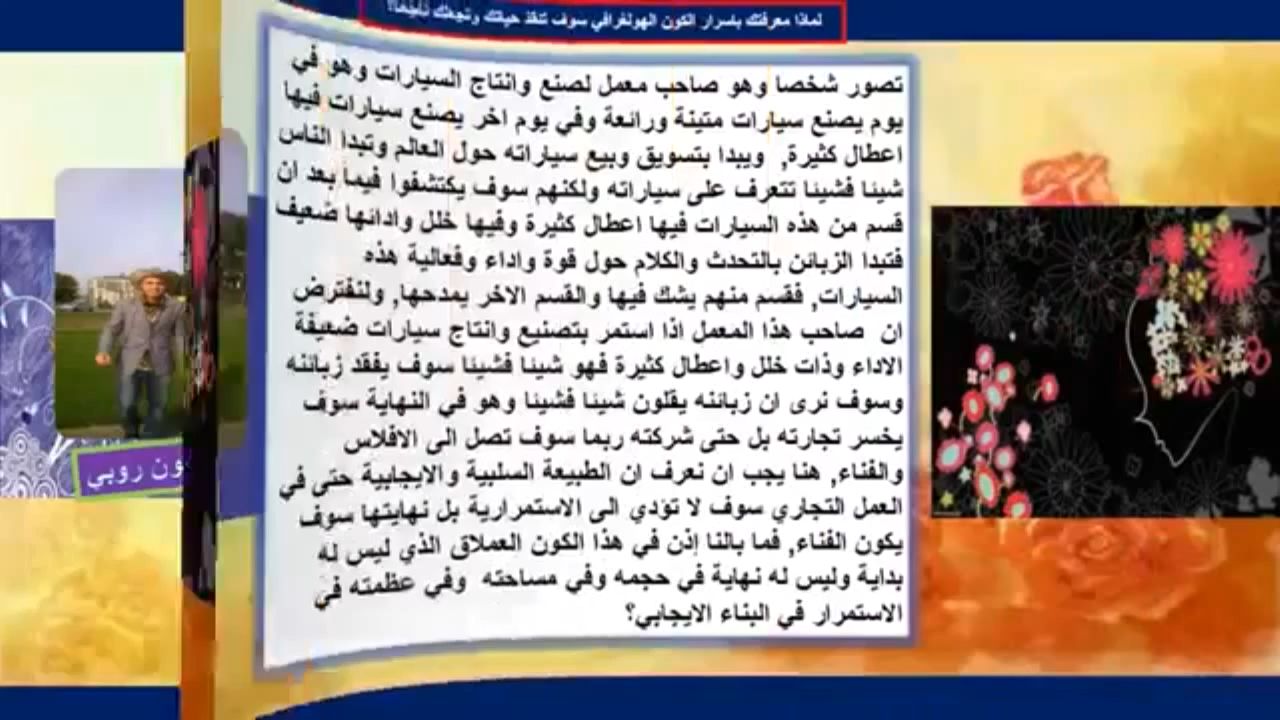 لماذا معرفتك باسرار الكون الهولغرافي سوف تنقذ حياتك وتجعلك ناجحا؟
تصور شخصا وهو صاحب معمل لصنع وانتاج السيارات وهو في
يوم يصنع سيارات متينة ورائعة وفي يوم اخر يصنع سيارات فيها
اعطال كثيرة, ويبدا بتسويق وبيع سياراته حول العالم وتبدا الناس
شيئا فشيئا تتعرف على سياراته ولكنهم سوف يكتشفوا فيما بعد ان
قسم من هذه السيارات فيها اعطال كثيرة وفيها خلل وادائها ضعيف
فتبدا الزبائن بالتحدث والكلام حول قوة واداء وفعالية هذه
السيارات, فقسم منهم يشك فيها والقسم الاخر يمدحها, ولنفترض
ان صاحب هذا المعمل اذا استمر بتصنيع وانتاج سيارات ضعيفة
الاداء وذات خلل واعطال كثيرة فهو شيئا فشيئا سوف يفقد زبائنه
وسوف نرى ان زبائنه يقلون شيئا فشيئا وهو في النهاية سوف
يخسر تجارته بل حتى شركته ربما سوف تصل الى الافلاس
والفناء, هنا يجب ان نعرف ان الطبيعة السلبية والايجابية حتى في
العمل التجاري سوف لا تؤدي الى الاستمرارية بل نهايتها سوف
يكون الفناء, فما بالنا إذن في هذا الكون العملاق الذي ليس له
بداية وليس له نهاية في حجمه وفي مساحته وفي عظمته في
الاستمرار في البناء الايجابي؟
ون روبي